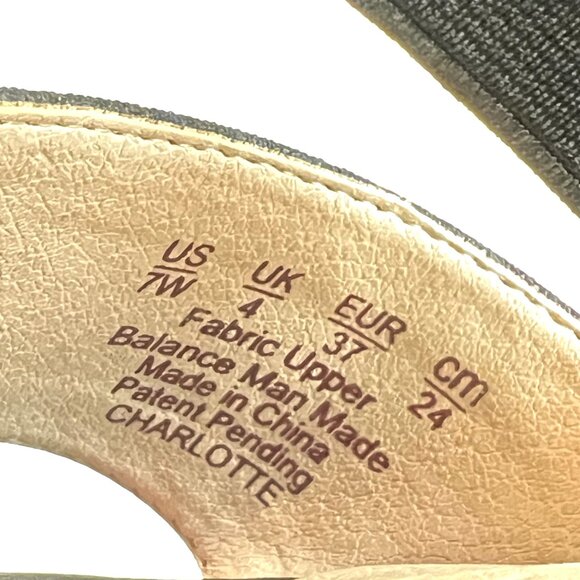 US UK EUR cm
7W 4 37 24
Fabric Upper
Balance Man Made
Made in China
Patent Pending
CHARLOTTE